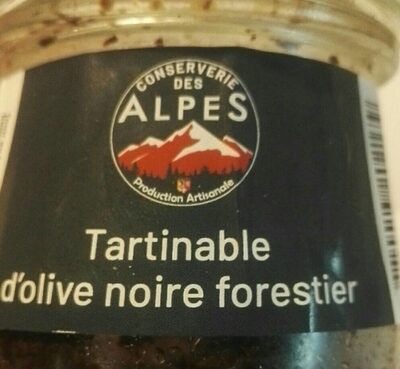 CONSERVERIE
DES
ALPES
Production Artisanale
Tartinable
d'olive noire forestier